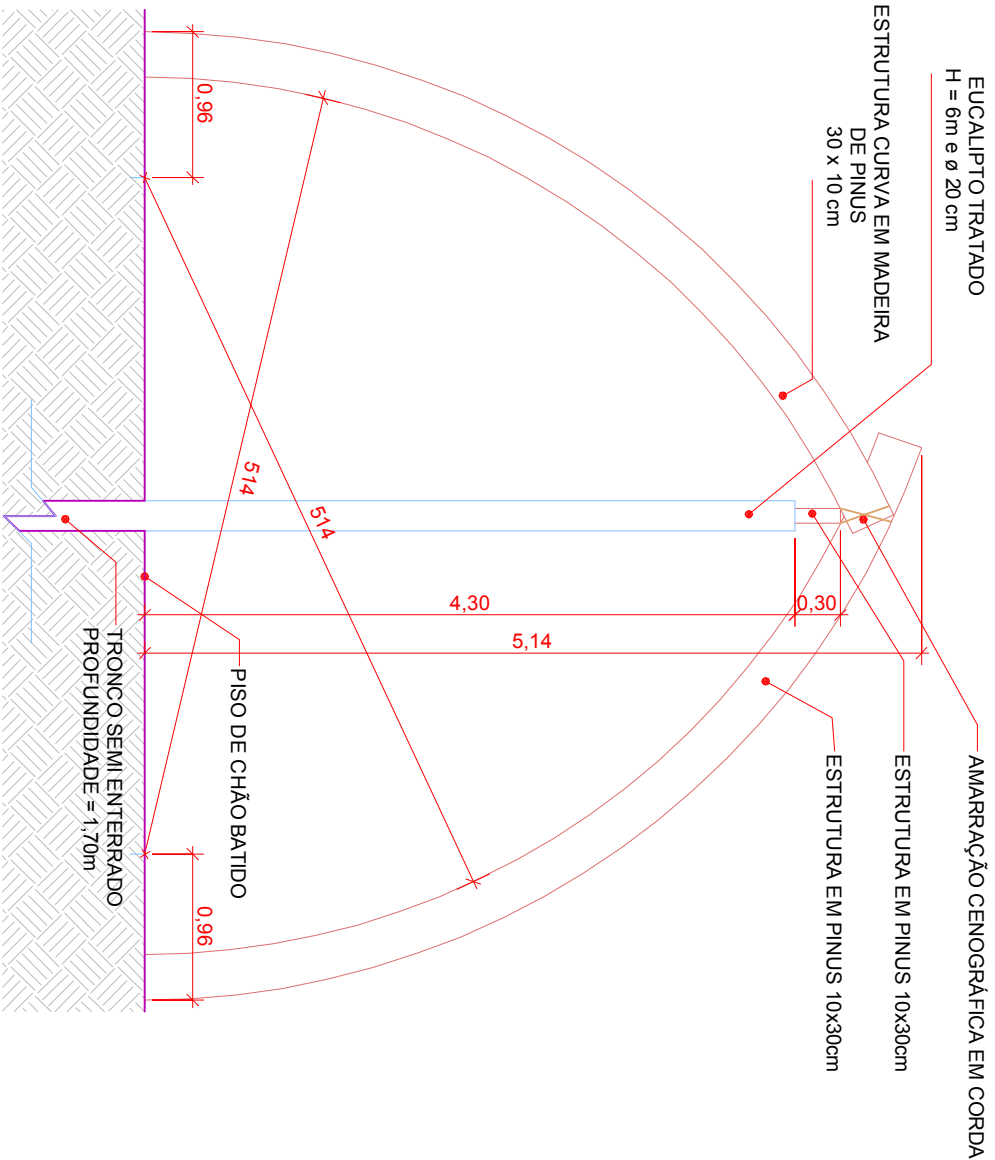 EUCALIPTO TRATADO
H = 6m e ø 20 cm
ESTRUTURA CURVA EM MADEIRA
DE PINUS
30 x 10 cm
AMARRAÇÃO CENOGRÁFICA EM CORDA
ESTRUTURA EM PINUS 10x30cm
ESTRUTURA EM PINUS 10x30cm
0,30
4,30
5,14
514
514
0,96
0,96
PISO DE CHÃO BATIDO
TRONCO SEMI ENTERRADO
PROFUNDIDADE = 1,70m